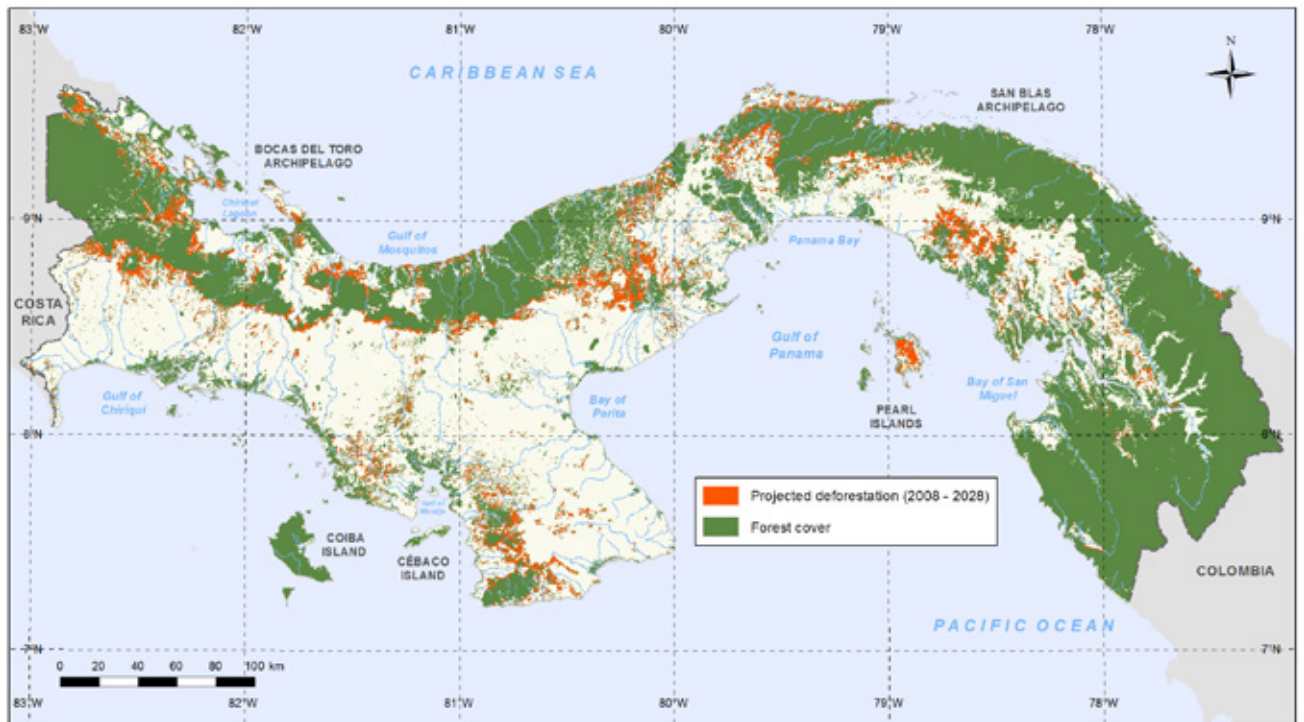 83°W 82°W 81°W 80°W 79°W 78°W
N
CARIBBEAN SEA
SAN BLAS
ARCHIPELAGO
BOCAS DEL TORO
ARCHIPELAGO
Chiriquí
Lagoon
9°N 9°N
Gulf of
Mosquitos
Panama Bay
COSTA
RICA
Gulf of
Panama
Gulf of
Chiriquí
Bay of
Parita
Bay of San
Miguel
PEARL
ISLANDS
8°N 8°N
Projected deforestation (2008 - 2028)
Forest cover
Gulf of
COIBA
ISLAND
CÉBACO
ISLAND
COLOMBIA
PACIFIC OCEAN
7°N 7°N
0 20 40 60 80 100 km
83°W 82°W 81°W 80°W 79°W 78°W